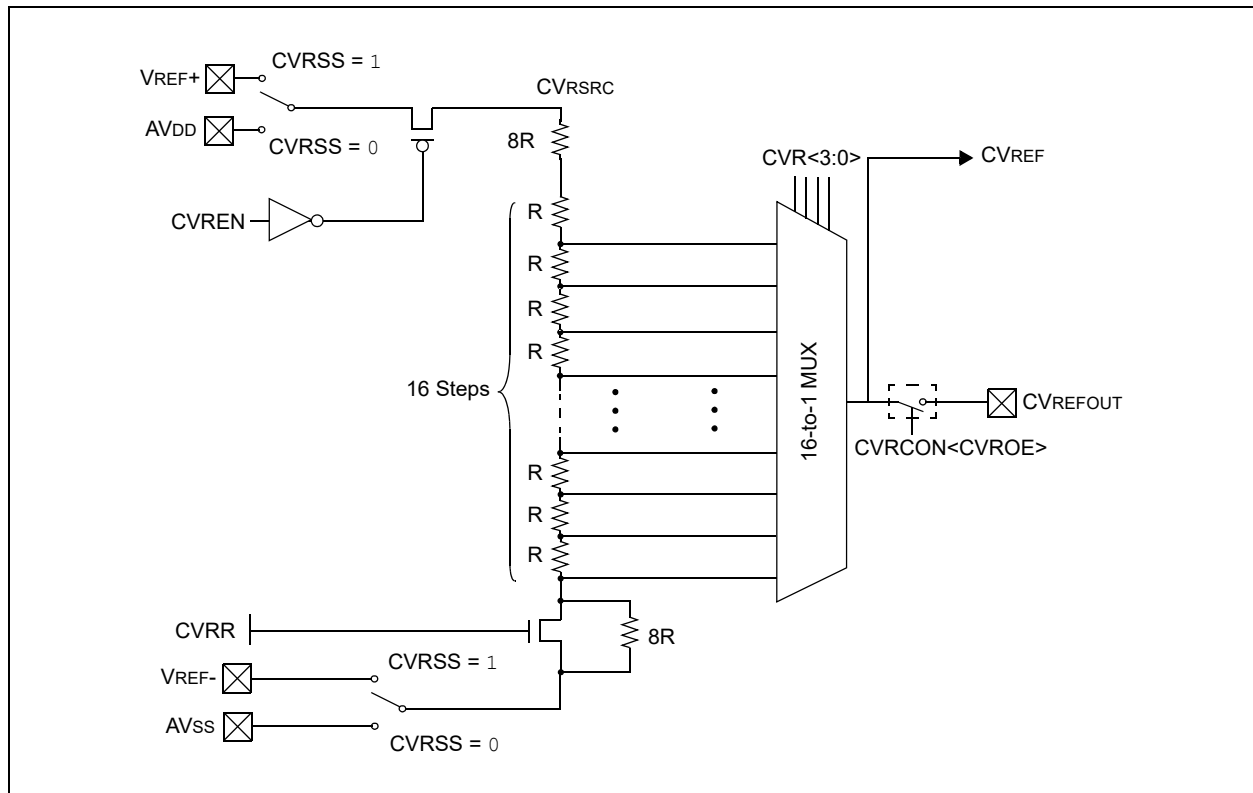 CVRSS = 1
VREF+
CVRSRC
AVDD
8R
CVRSS = 0
CVR<3:0>
CVREF
CVREN
R
R
R
R
16 Steps
16-to-1 MUX
CVREFOUT
CVRCON<CVROE>
R
R
R
CVRR
8R
CVRSS = 1
VREF-
AVSS
CVRSS = 0